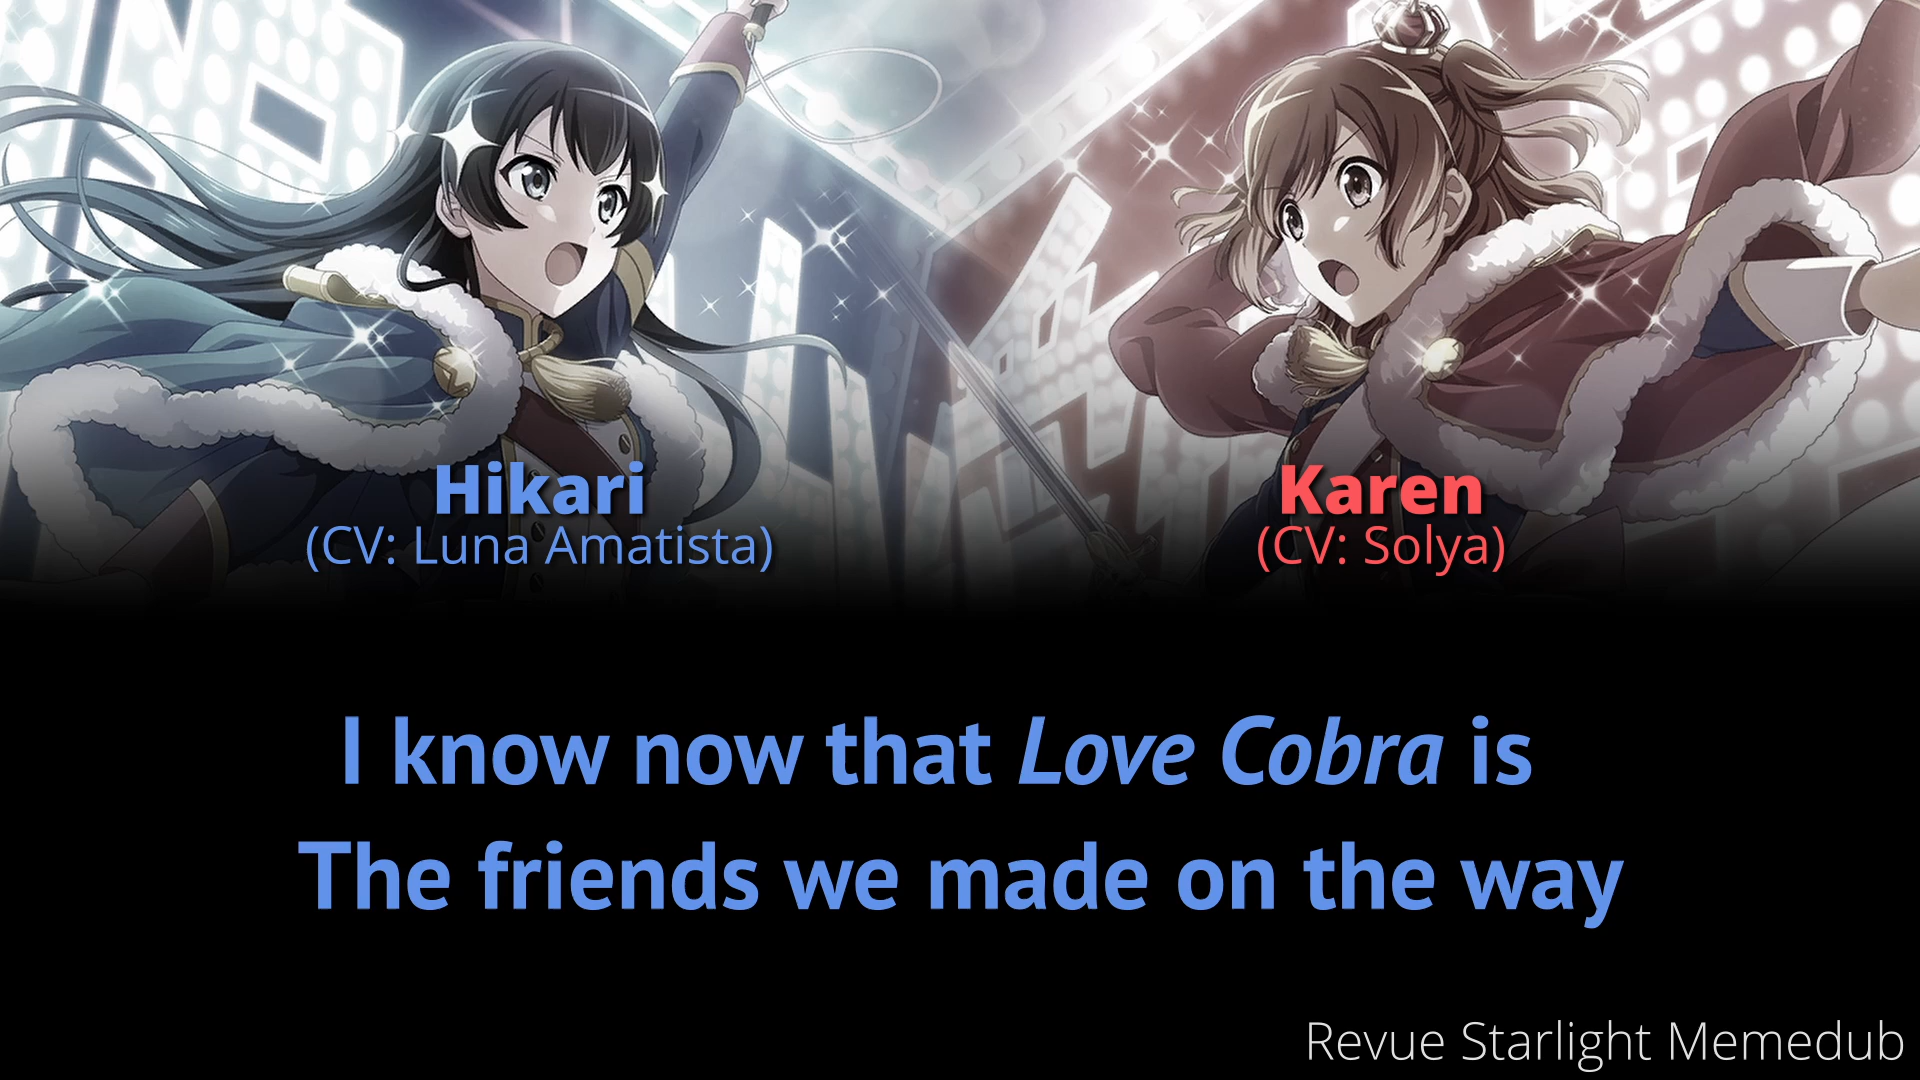 Hikari
(CV: Luna Amatista)
Karen
(CV: Solya)
I know now that Love Cobra is
The friends we made on the way
Revue Starlight Memedub